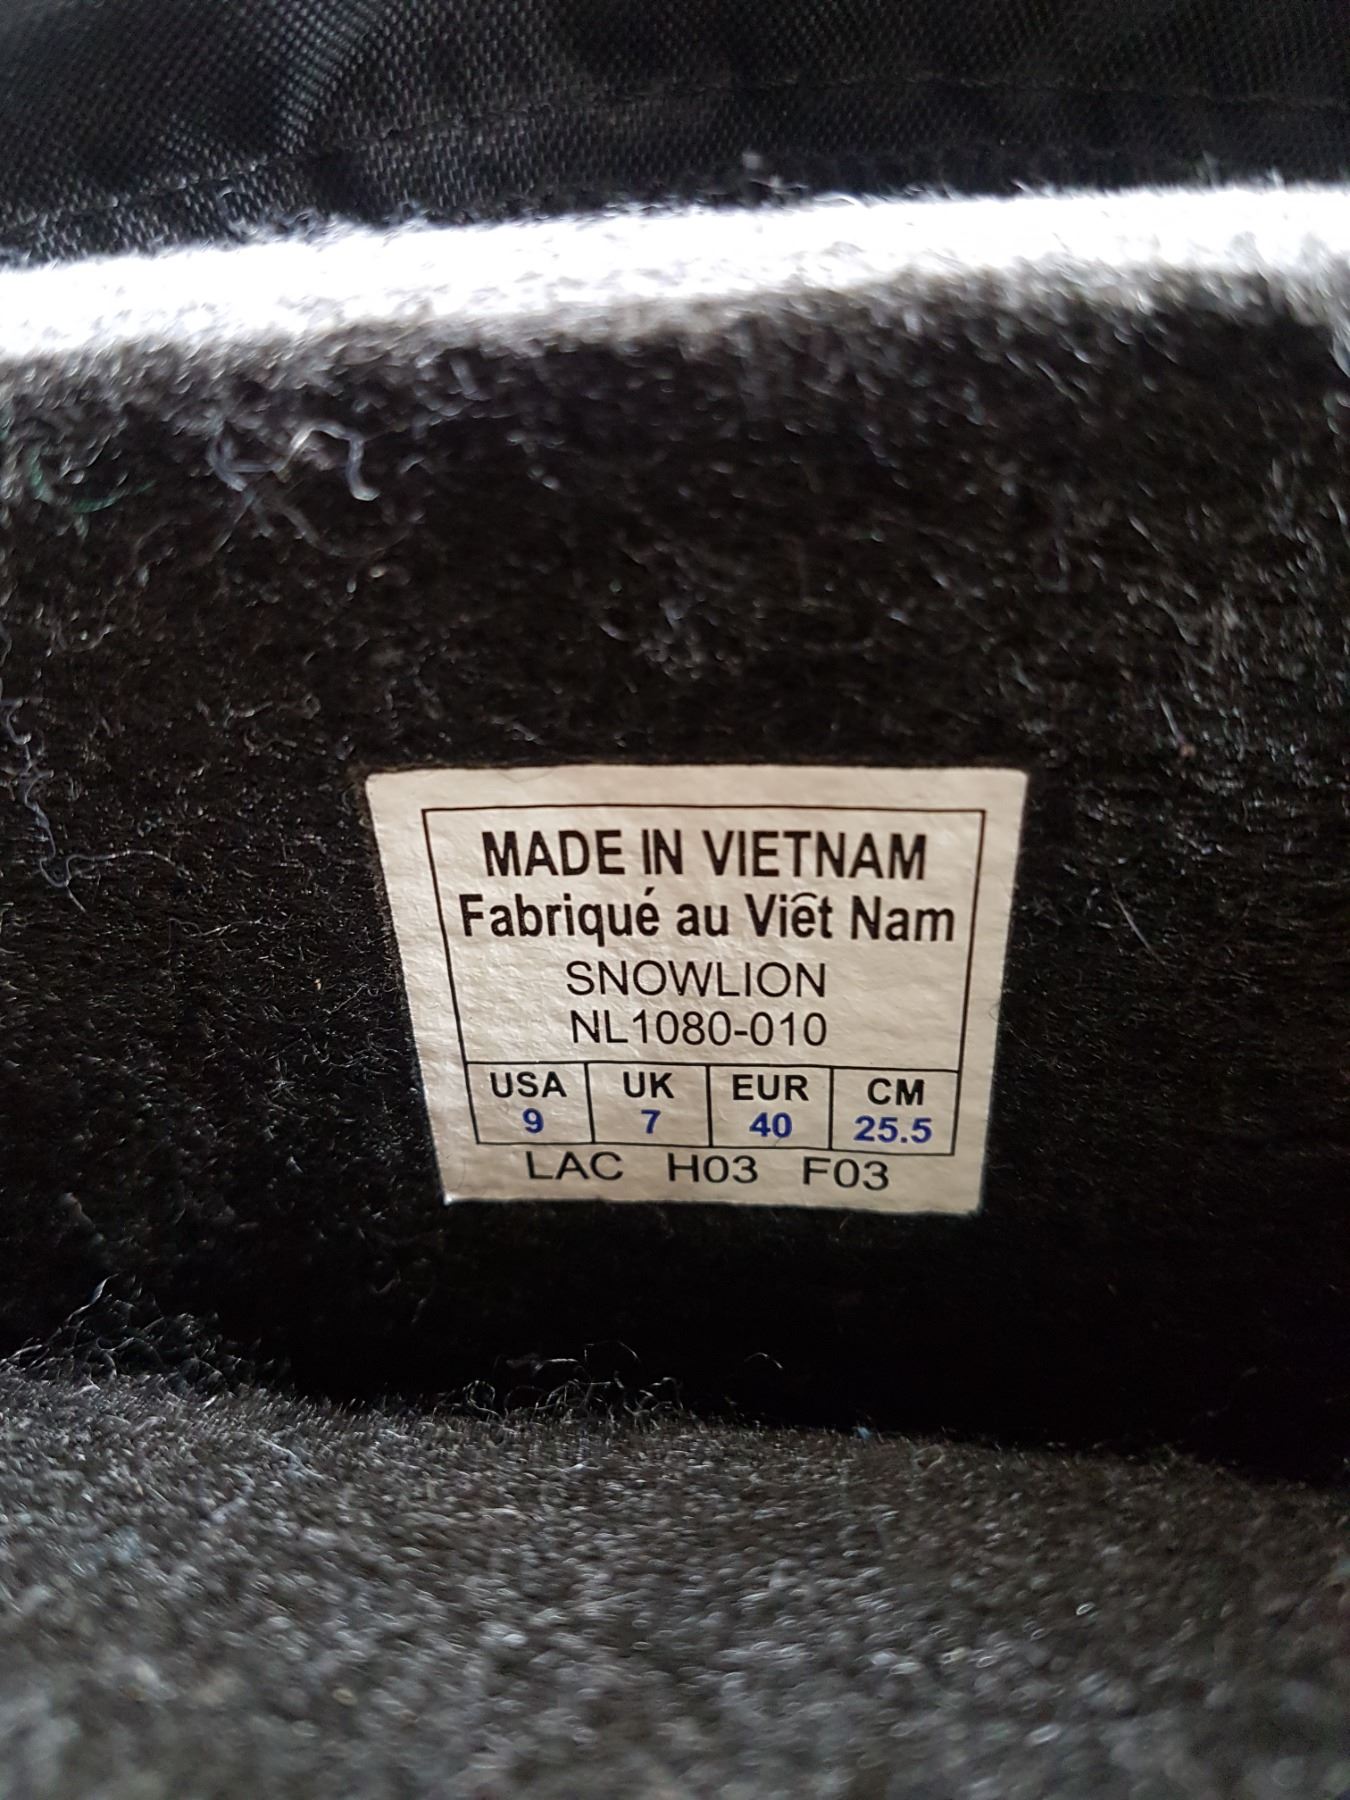 MADE IN VIETNAM
Fabriqué au Viêt Nam
SNOWLION
NL1080-010
USA UK EUR CM
9 7 40 25.5
LAC H03 F03